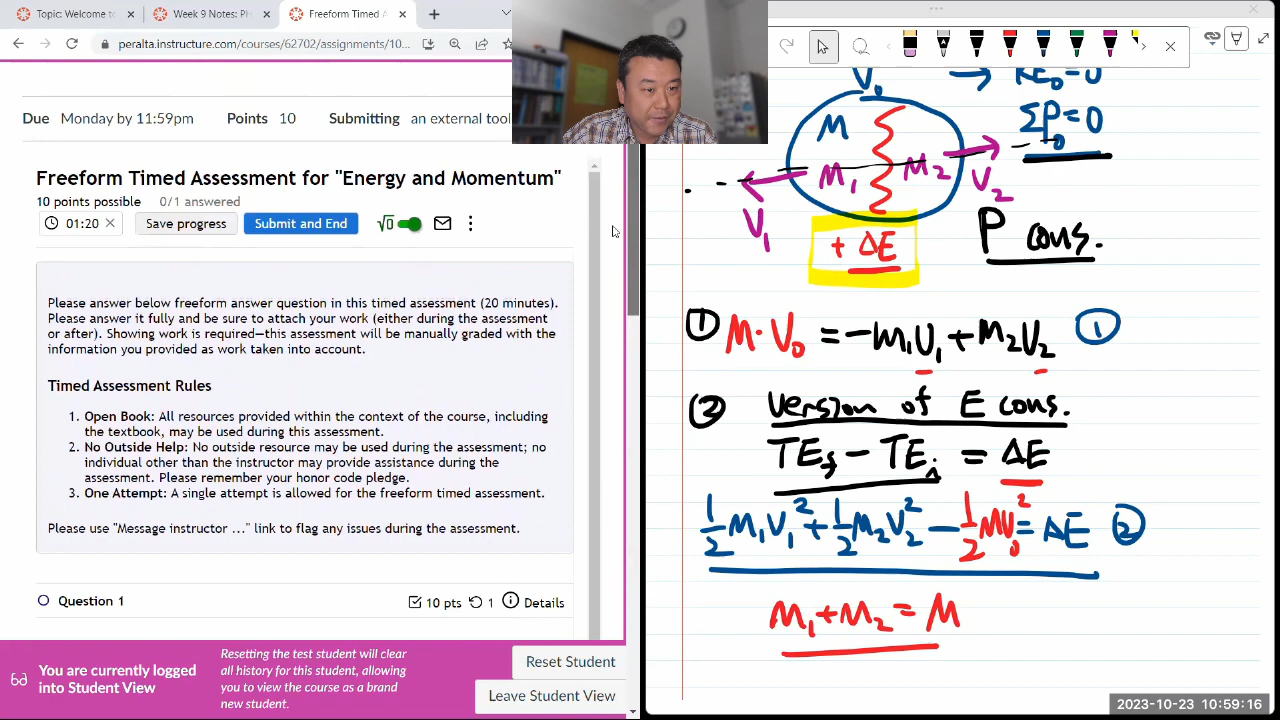 Topic: Welcome t
Week 9 Notes: PH
Freeform Timed A
peralta.instructure.com/courses/62702/assignments/10...
Due Monday by 11:59pm Points 10 Submitting an external tool
Freeform Timed Assessment for "Energy and Momentum"
10 points possible 0/1 answered
01:20 Save progress Submit and End
Please answer below freeform answer question in this timed assessment (20 minutes).
Please answer it fully and be sure to attach your work (either during the assessment
or after). Showing work is required—this assessment will be manually graded with the
information you provided as work taken into account.
Timed Assessment Rules
1. Open Book: All resources provided within the context of the course, including
the textbook, may be used during this assessment.
2. No Outside Help: No outside resource may be used during the assessment; no
individual other than the instructor may provide assistance during the
assessment. Please remember your honor code pledge.
3. One Attempt: A single attempt is allowed for the freeform timed assessment.
Please use "Message instructor ..." link to flag any issues during the assessment.
Question 1 10 pts 1 Details
You are currently logged
into Student View
Resetting the test student will clear
all history for this student, allowing
you to view the course as a brand
new student.
Reset Student
Leave Student View
V₀ → KE₀=0
M ΣP₀=0
M₁ M₂
V₁ V₂
+ ΔE P cons.
① M·V₀ = -M₁V₁+M₂V₂ ①
② Version of E cons.
TE_f - TE_i = ΔE
½M₁V₁²+½M₂V₂²-½MV₀²=ΔE ②
M₁+M₂=M
2023-10-23 10:59:16